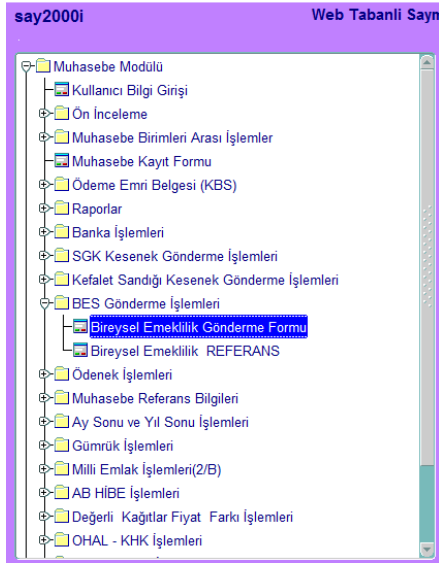 say2000i
Web Tabanli Sayn
Muhasebe Modülü
Kullanıcı Bilgi Girişi
Ön İnceleme
Muhasebe Birimleri Arası İşlemler
Muhasebe Kayıt Formu
Ödeme Emri Belgesi (KBS)
Raporlar
Banka İşlemleri
SGK Kesenek Gönderme İşlemleri
Kefalet Sandığı Kesenek Gönderme İşlemleri
BES Gönderme İşlemleri
Bireysel Emeklilik Gönderme Formu
Bireysel Emeklilik  REFERANS
Ödenek İşlemleri
Muhasebe Referans Bilgileri
Ay Sonu ve Yıl Sonu İşlemleri
Gümrük İşlemleri
Milli Emlak İşlemleri(2/B)
AB HİBE İşlemleri
Değerli  Kağıtlar Fiyat  Farkı İşlemleri
OHAL - KHK İşlemleri